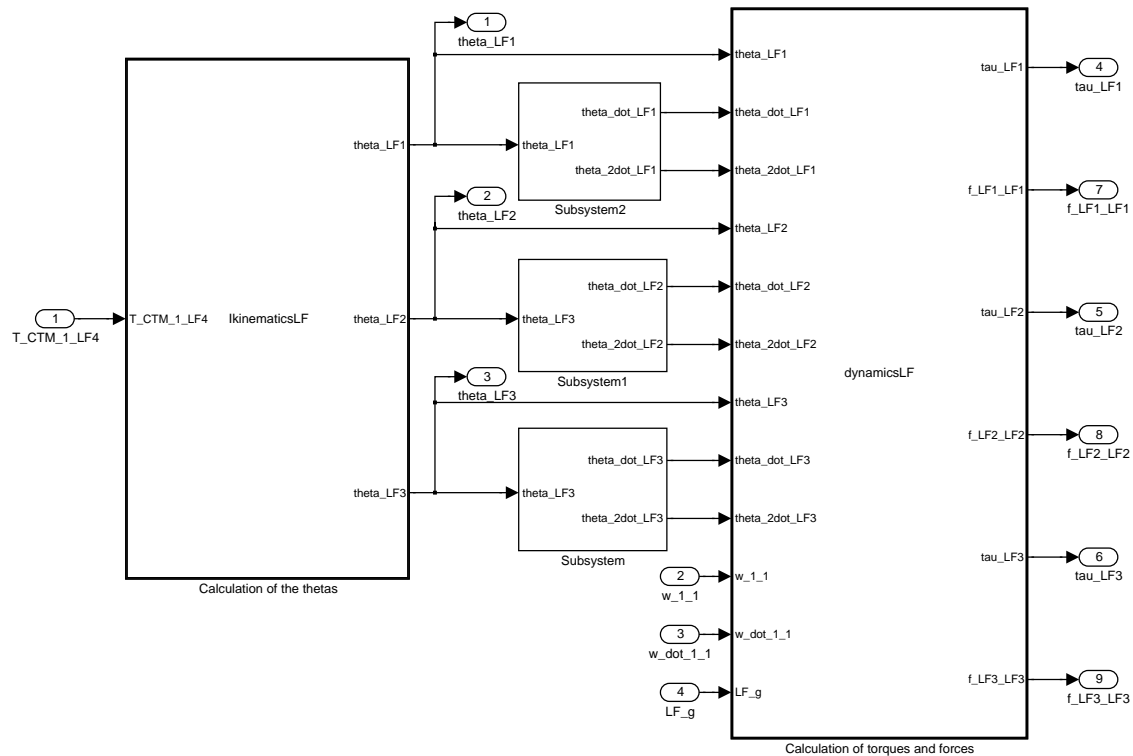 1
theta_LF1
theta_LF1
tau_LF1
4
tau_LF1
theta_dot_LF1
theta_dot_LF1
theta_LF1
theta_LF1
theta_2dot_LF1
theta_2dot_LF1
Subsystem2
f_LF1_LF1
7
f_LF1_LF1
2
theta_LF2
theta_LF2
theta_dot_LF2
theta_dot_LF2
1
T_CTM_1_LF4
T_CTM_1_LF4
IkinematicsLF
theta_LF2
theta_LF3
theta_2dot_LF2
theta_2dot_LF2
Subsystem1
tau_LF2
5
tau_LF2
dynamicsLF
3
theta_LF3
theta_LF3
f_LF2_LF2
8
f_LF2_LF2
theta_dot_LF3
theta_dot_LF3
theta_LF3
theta_LF3
theta_2dot_LF3
theta_2dot_LF3
Subsystem
tau_LF3
6
tau_LF3
Calculation of the thetas
2
w_1_1
w_1_1
3
w_dot_1_1
w_dot_1_1
4
LF_g
LF_g
f_LF3_LF3
9
f_LF3_LF3
Calculation of torques and forces